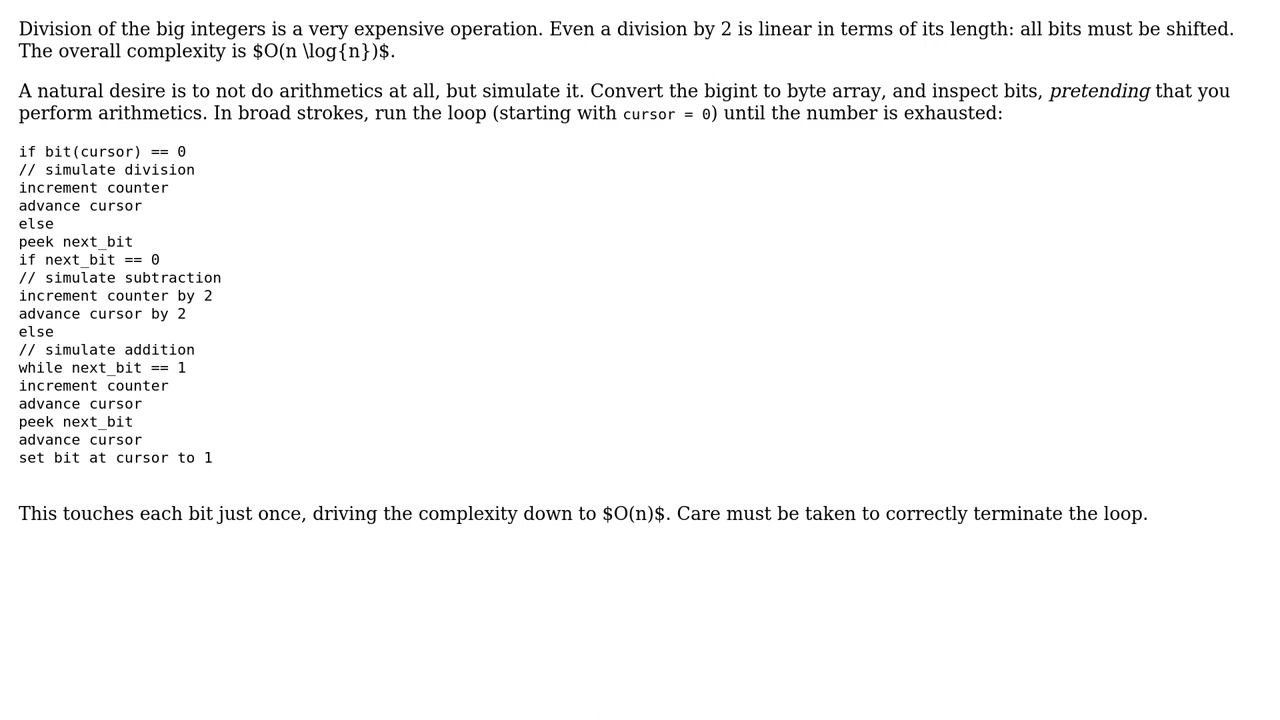 Division of the big integers is a very expensive operation. Even a division by 2 is linear in terms of its length: all bits must be shifted.
The overall complexity is $O(n \log{n})$.
A natural desire is to not do arithmetics at all, but simulate it. Convert the bigint to byte array, and inspect bits, pretending that you
perform arithmetics. In broad strokes, run the loop (starting with cursor = 0) until the number is exhausted:
if bit(cursor) == 0
// simulate division
increment counter
advance cursor
else
peek next_bit
if next_bit == 0
// simulate subtraction
increment counter by 2
advance cursor by 2
else
// simulate addition
while next_bit == 1
increment counter
advance cursor
peek next_bit
advance cursor
set bit at cursor to 1
This touches each bit just once, driving the complexity down to $O(n)$. Care must be taken to correctly terminate the loop.